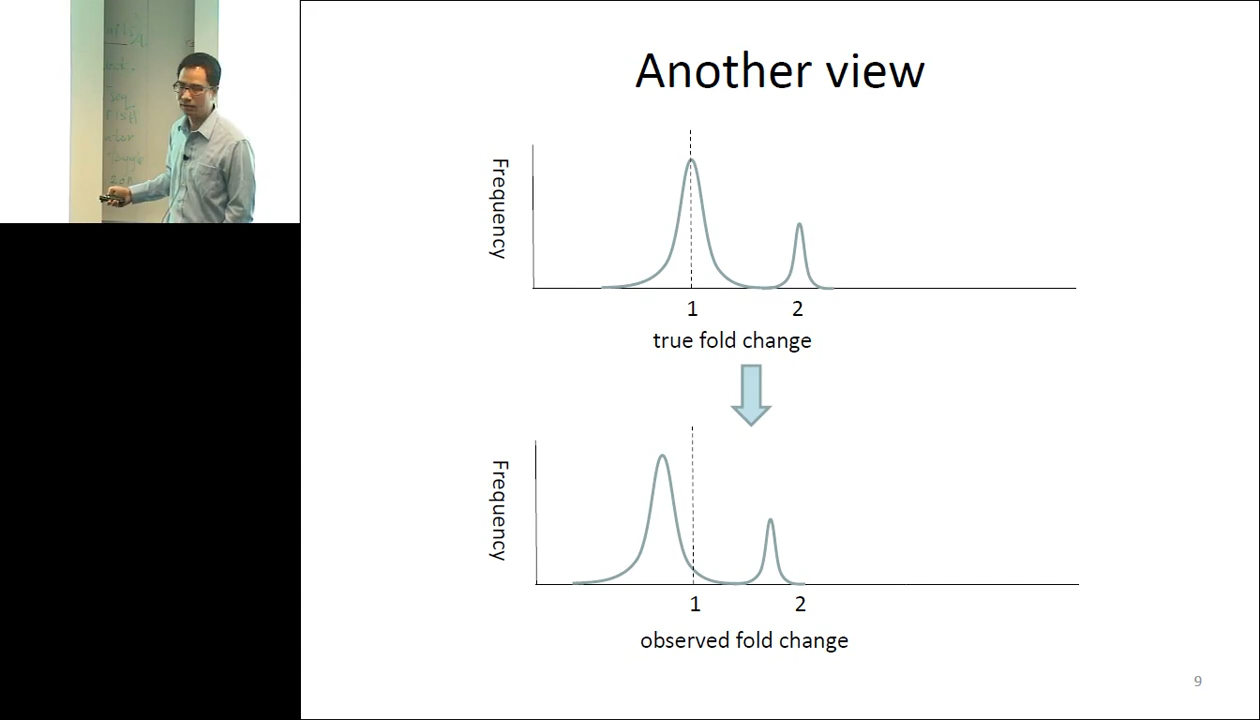 Another view
Frequency
1 2
true fold change
Frequency
1 2
observed fold change
9